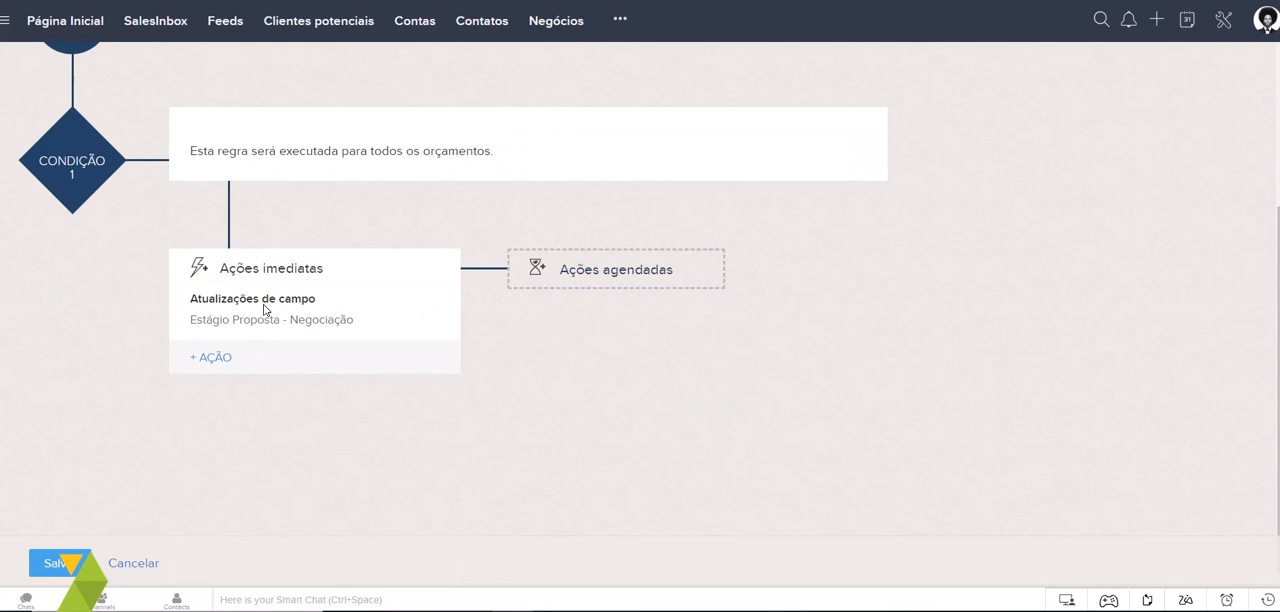 Página Inicial SalesInbox Feeds Clientes potenciais Contas Contatos Negócios
31
CONDIÇÃO
1
Esta regra será executada para todos os orçamentos.
Ações imediatas
Ações agendadas
Atualizações de campo
Estágio Proposta - Negociação
+ AÇÃO
Cancelar
Chats Contacts Here is your Smart Chat (Ctrl+Space)